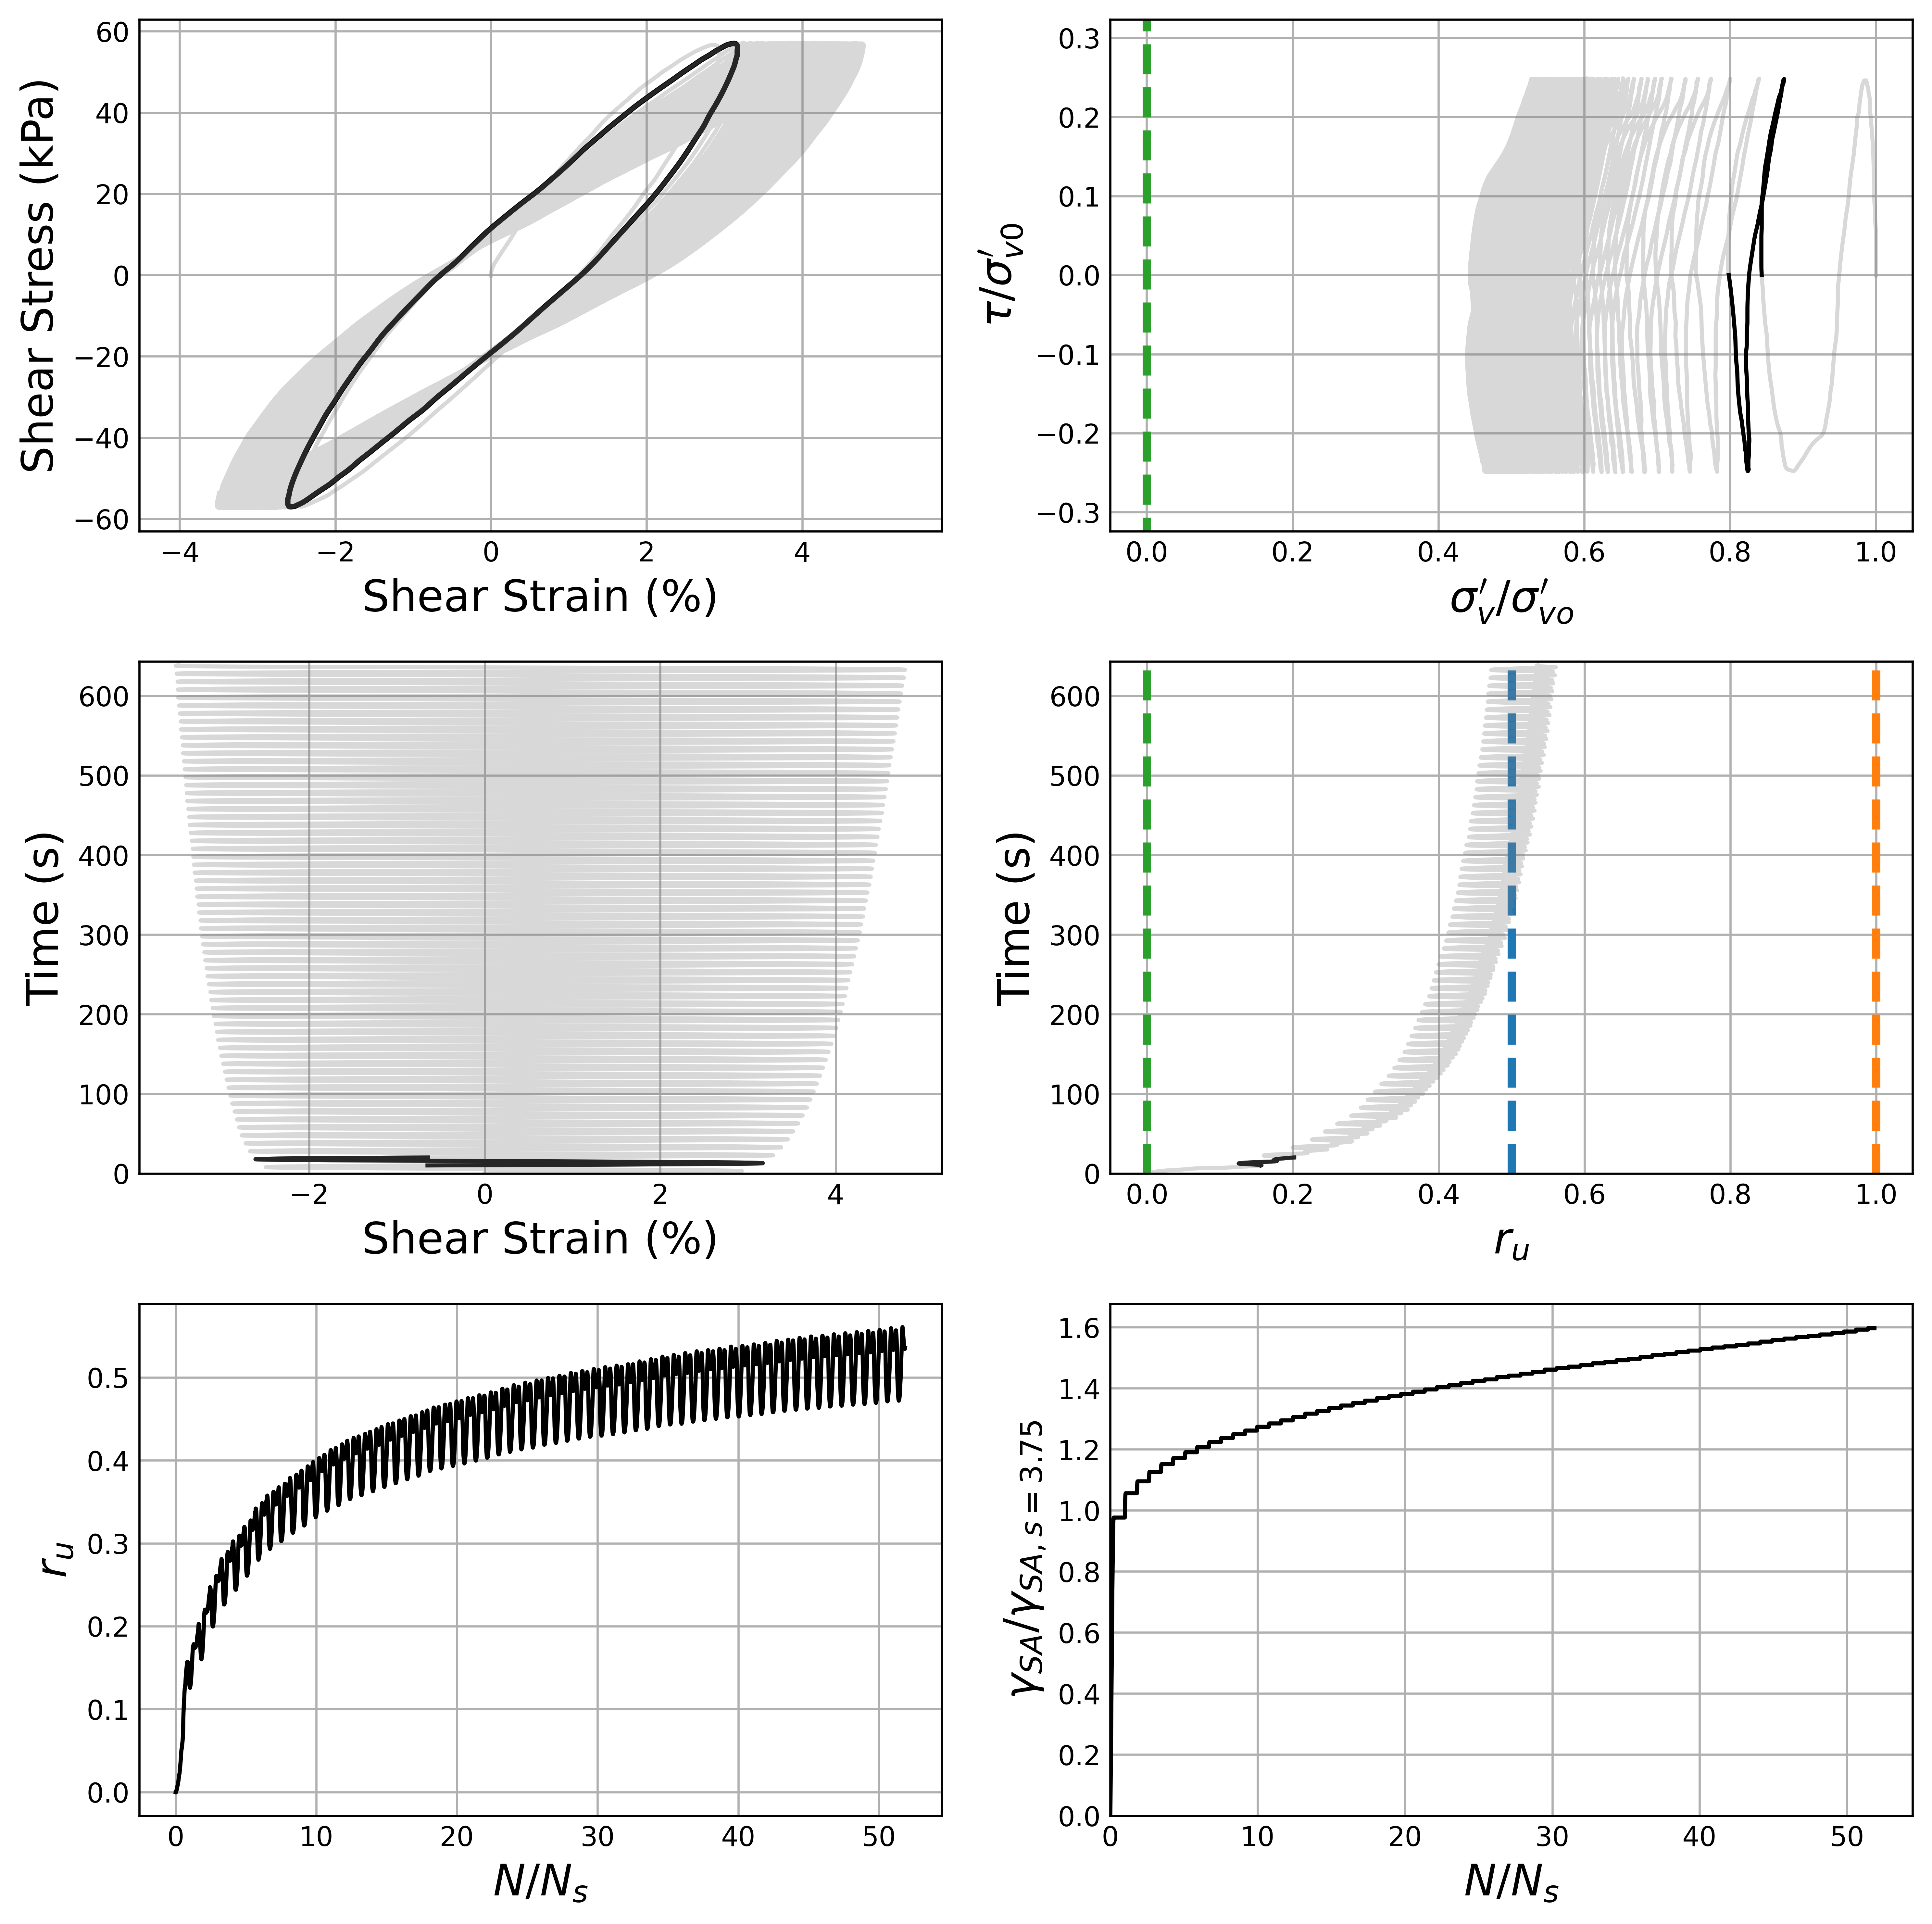 60
40
20
0
−20
−40
−60
Shear Stress (kPa)
−4 −2 0 2 4
Shear Strain (%)
0.3
0.2
0.1
0.0
−0.1
−0.2
−0.3
τ/σ′v0
0.0 0.2 0.4 0.6 0.8 1.0
σ′v/σ′vo
600
500
400
300
200
100
0
Time (s)
−2 0 2 4
Shear Strain (%)
600
500
400
300
200
100
0
Time (s)
0.0 0.2 0.4 0.6 0.8 1.0
ru
0.5
0.4
0.3
0.2
0.1
0.0
ru
0 10 20 30 40 50
N/Ns
1.6
1.4
1.2
1.0
0.8
0.6
0.4
0.2
0.0
γSA/γSA, s = 3.75
0 10 20 30 40 50
N/Ns